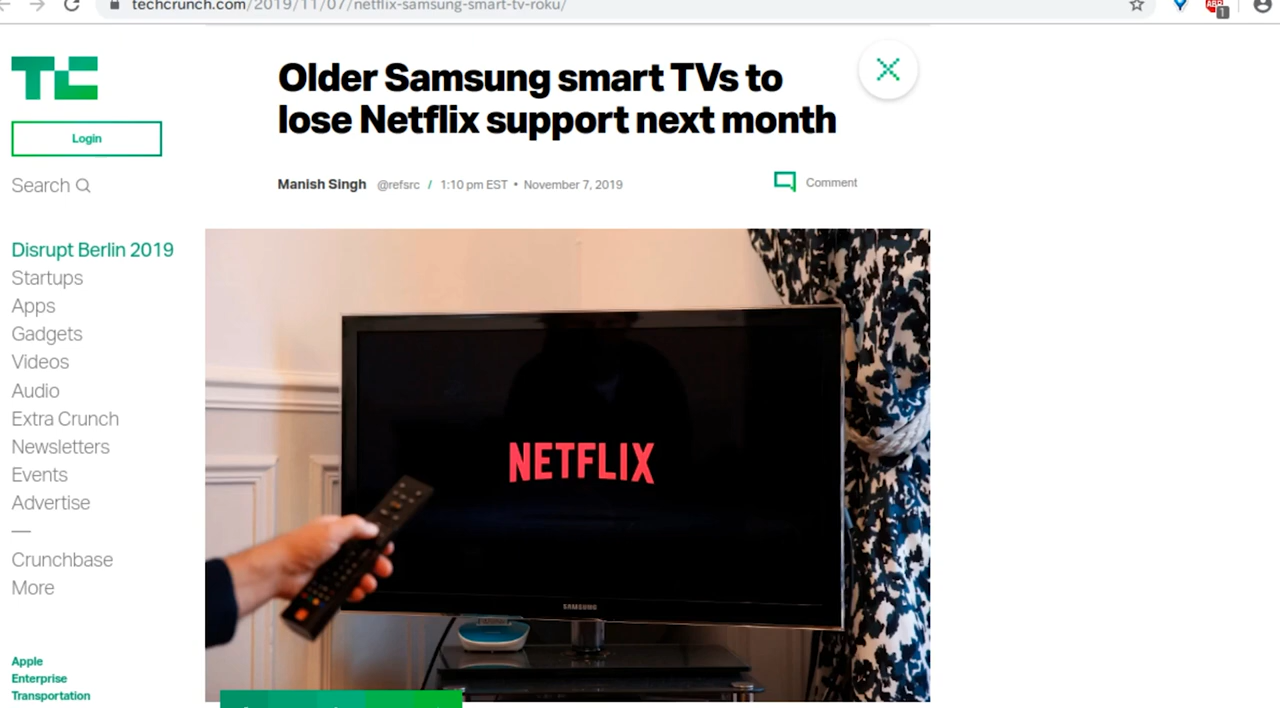 techcrunch.com/2019/11/07/netflix-samsung-smart-tv-roku/
ABP
1
TC
Login
Search
Disrupt Berlin 2019
Startups
Apps
Gadgets
Videos
Audio
Extra Crunch
Newsletters
Events
Advertise
—
Crunchbase
More
Apple
Enterprise
Transportation
Older Samsung smart TVs to
lose Netflix support next month
Manish Singh @refsrc / 1:10 pm EST • November 7, 2019
Comment
NETFLIX
SAMSUNG